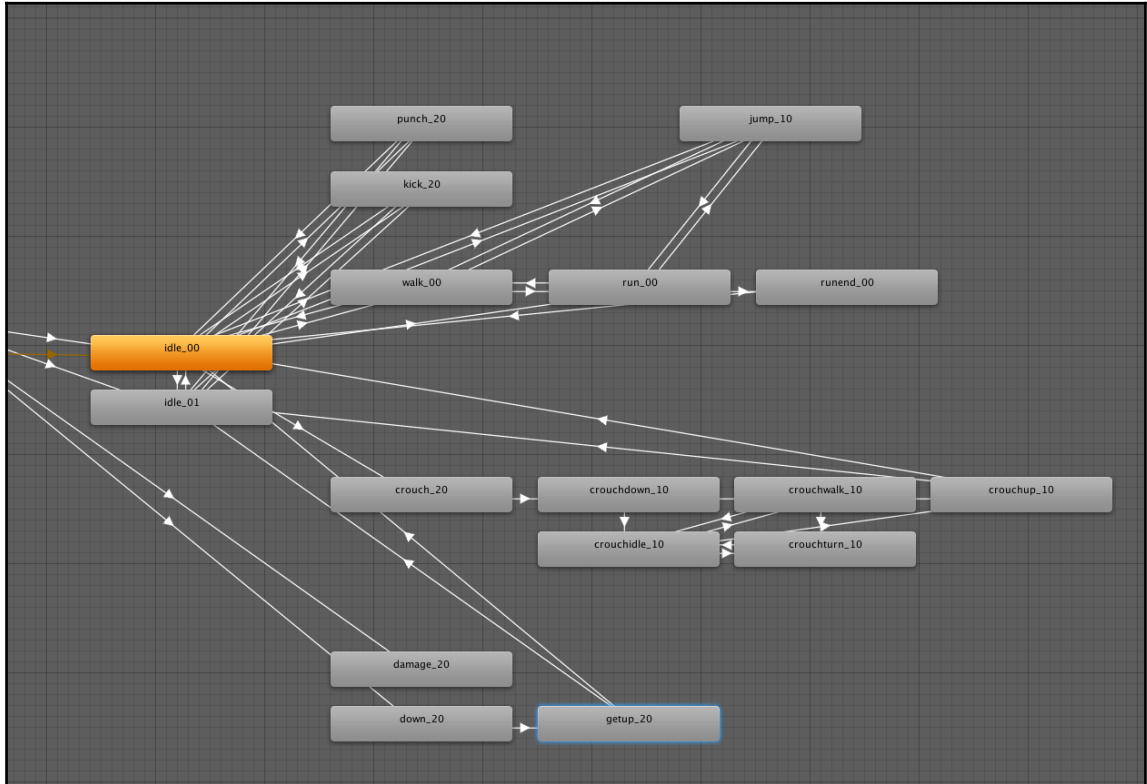 punch_20
jump_10
kick_20
walk_00
run_00
runend_00
idle_00
idle_01
crouch_20
crouchdown_10
crouchwalk_10
crouchup_10
crouchidle_10
crouchturn_10
damage_20
down_20
getup_20